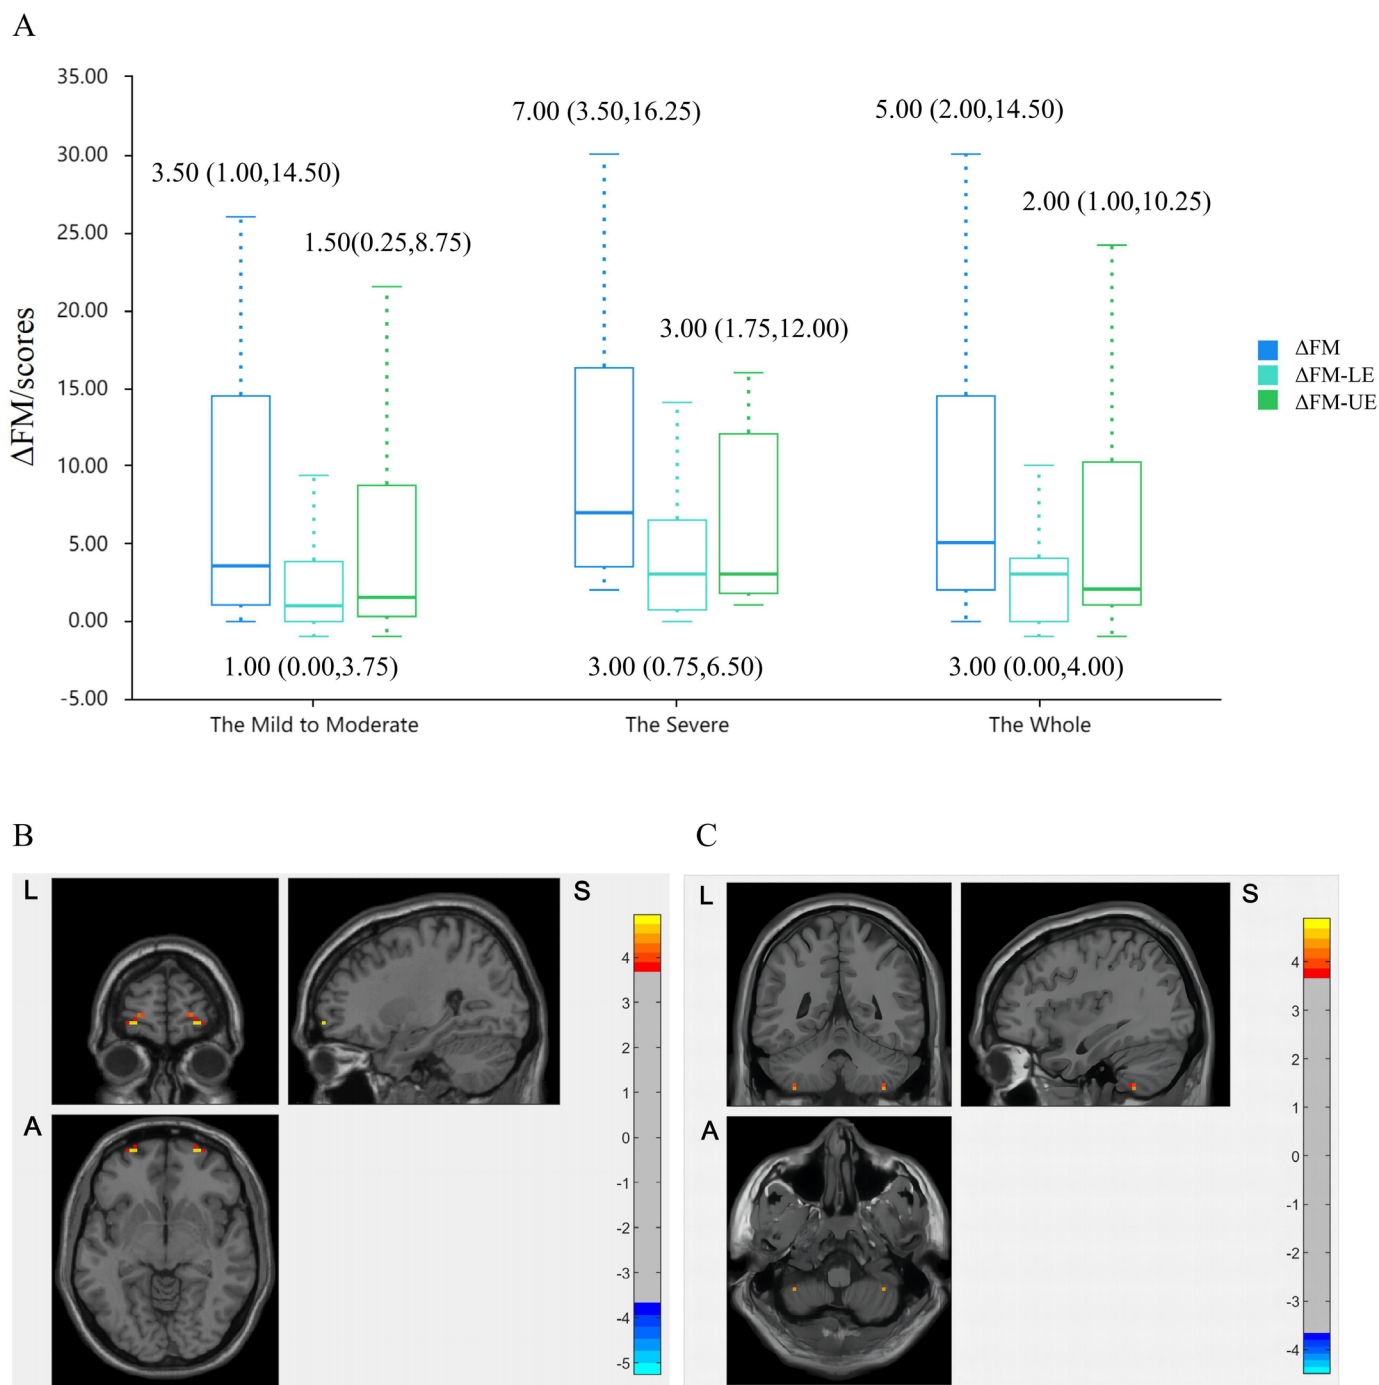 A
35.00
30.00
25.00
20.00
15.00
10.00
5.00
0.00
-5.00
ΔFM/scores
7.00 (3.50,16.25)
5.00 (2.00,14.50)
3.50 (1.00,14.50)
2.00 (1.00,10.25)
1.50(0.25,8.75)
3.00 (1.75,12.00)
ΔFM
ΔFM-LE
ΔFM-UE
1.00 (0.00,3.75)
3.00 (0.75,6.50)
3.00 (0.00,4.00)
The Mild to Moderate
The Severe
The Whole
B
L
S
A
4
3
2
1
0
-1
-2
-3
-4
-5
C
L
S
A
4
3
2
1
0
-1
-2
-3
-4